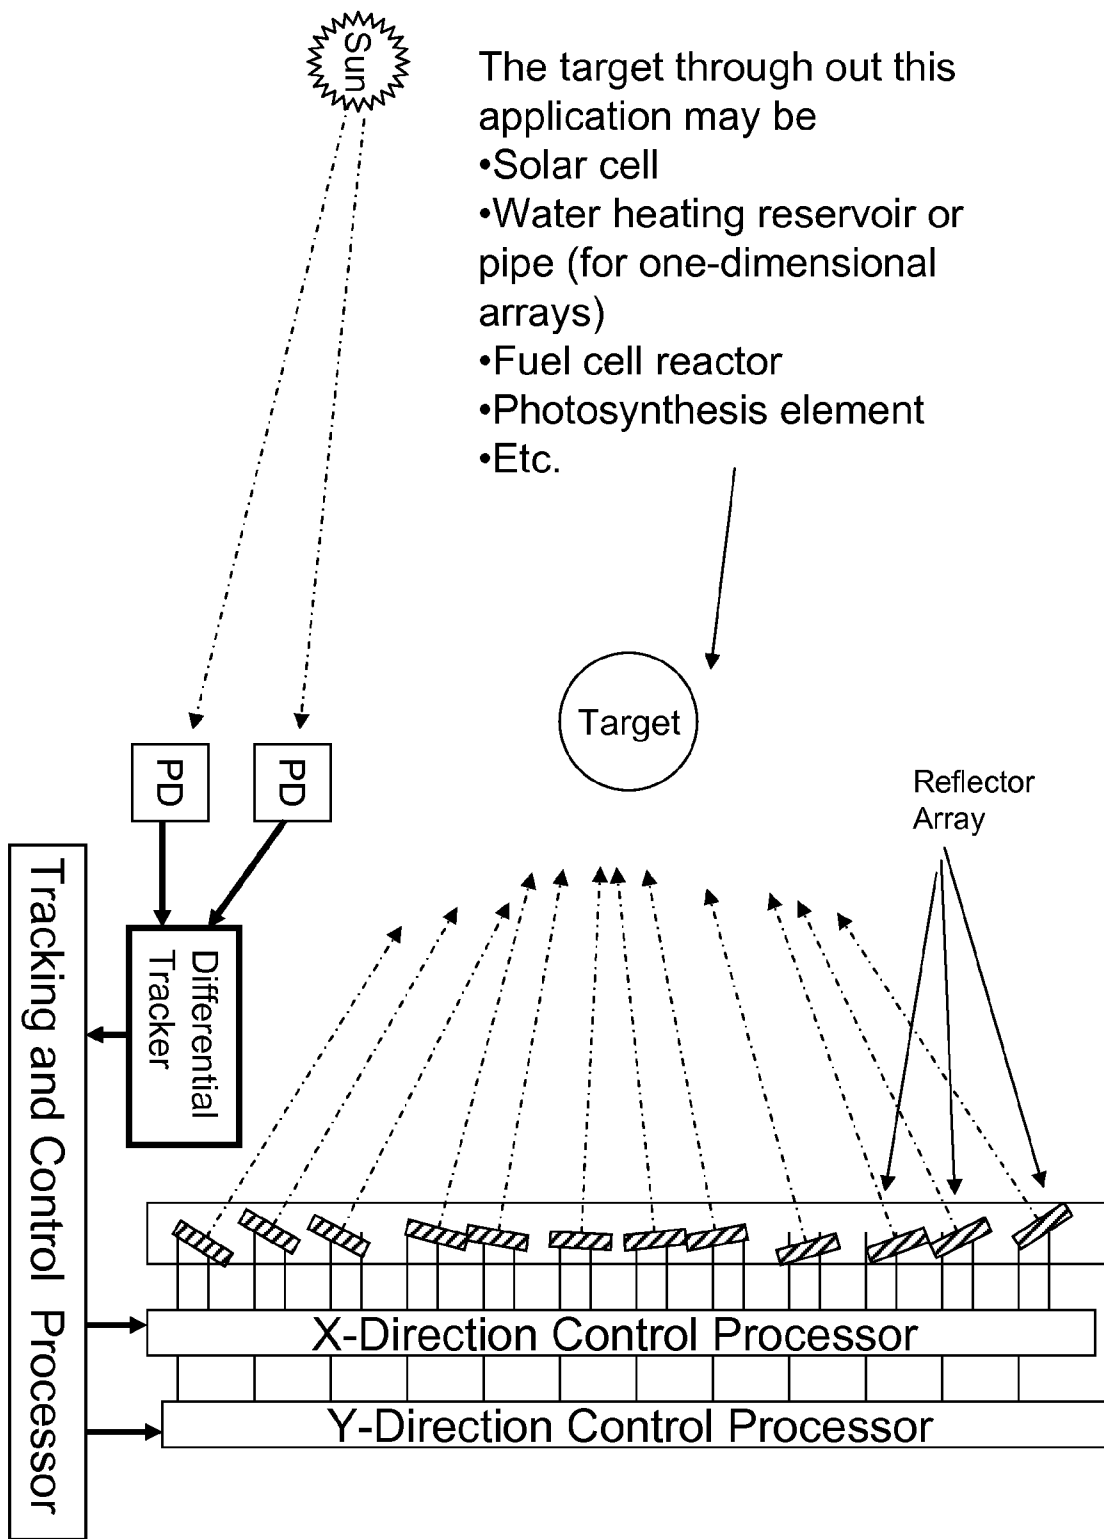 Sun
The target through out this
application may be
•Solar cell
•Water heating reservoir or
pipe (for one-dimensional
arrays)
•Fuel cell reactor
•Photosynthesis element
•Etc.
Target
PD
PD
Reflector
Array
Differential
Tracker
Tracking and Control Processor
X-Direction Control Processor
Y-Direction Control Processor